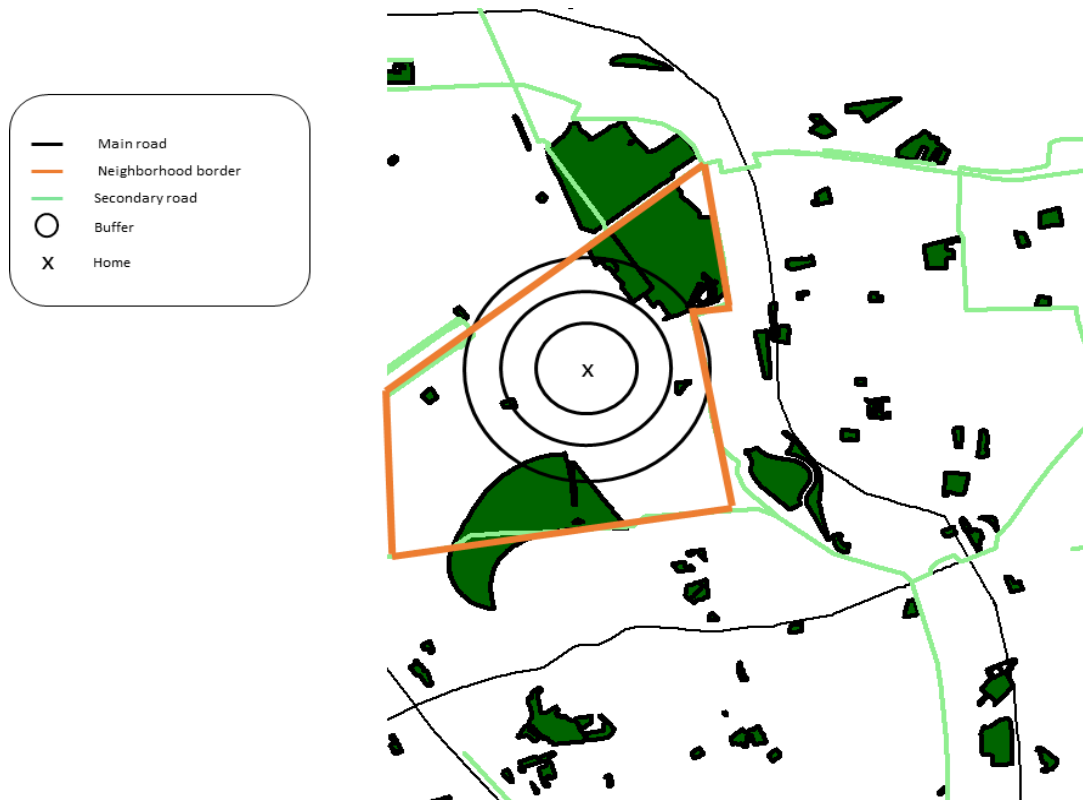 Main road
Neighborhood border
Secondary road
Buffer
X Home
X